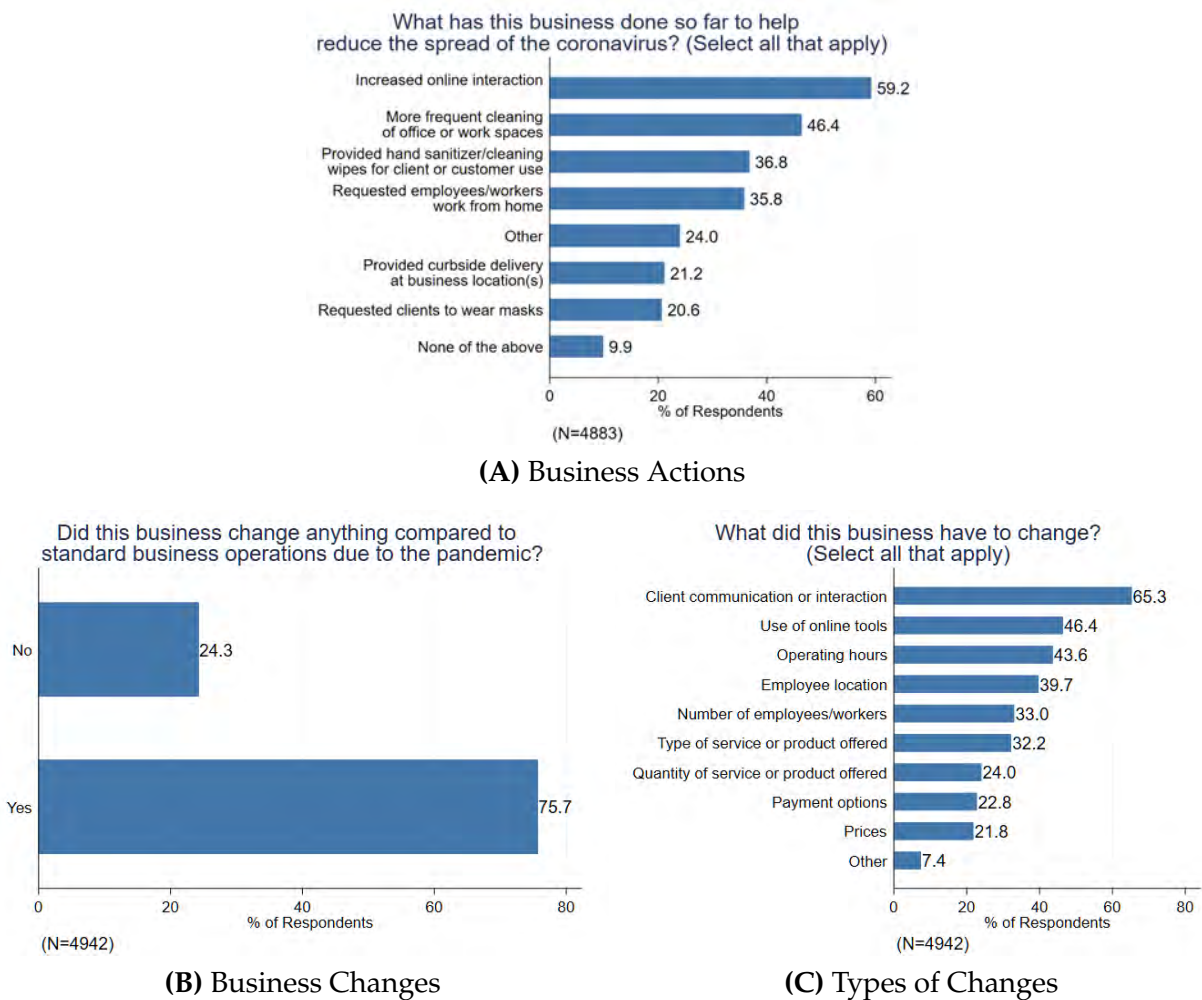 What has this business done so far to help
reduce the spread of the coronavirus? (Select all that apply)
Increased online interaction
59.2
More frequent cleaning
of office or work spaces
46.4
Provided hand sanitizer/cleaning
wipes for client or customer use
36.8
Requested employees/workers
work from home
35.8
Other
24.0
Provided curbside delivery
at business location(s)
21.2
Requested clients to wear masks
20.6
None of the above
9.9
0 20 40 60
% of Respondents
(N=4883)
(A) Business Actions
Did this business change anything compared to
standard business operations due to the pandemic?
No
24.3
Yes
75.7
0 20 40 60 80
% of Respondents
(N=4942)
(B) Business Changes
What did this business have to change?
(Select all that apply)
Client communication or interaction
65.3
Use of online tools
46.4
Operating hours
43.6
Employee location
39.7
Number of employees/workers
33.0
Type of service or product offered
32.2
Quantity of service or product offered
24.0
Payment options
22.8
Prices
21.8
Other
7.4
0 20 40 60 80
% of Respondents
(N=4942)
(C) Types of Changes